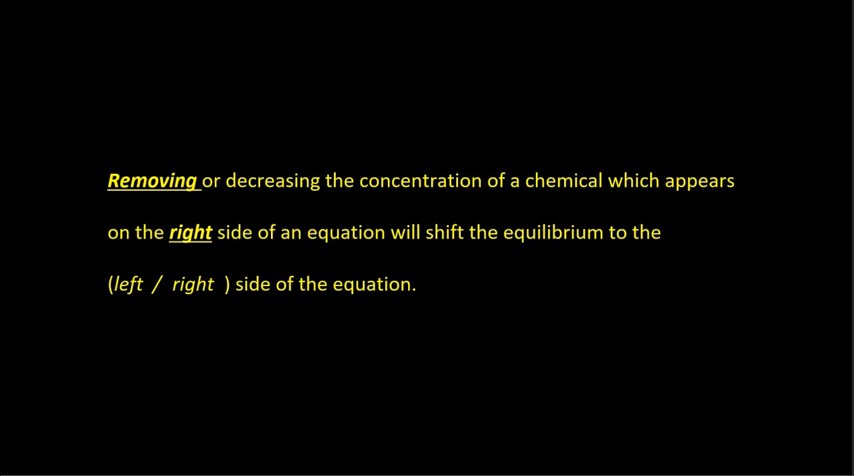 Removing or decreasing the concentration of a chemical which appears
on the right side of an equation will shift the equilibrium to the
(left / right ) side of the equation.